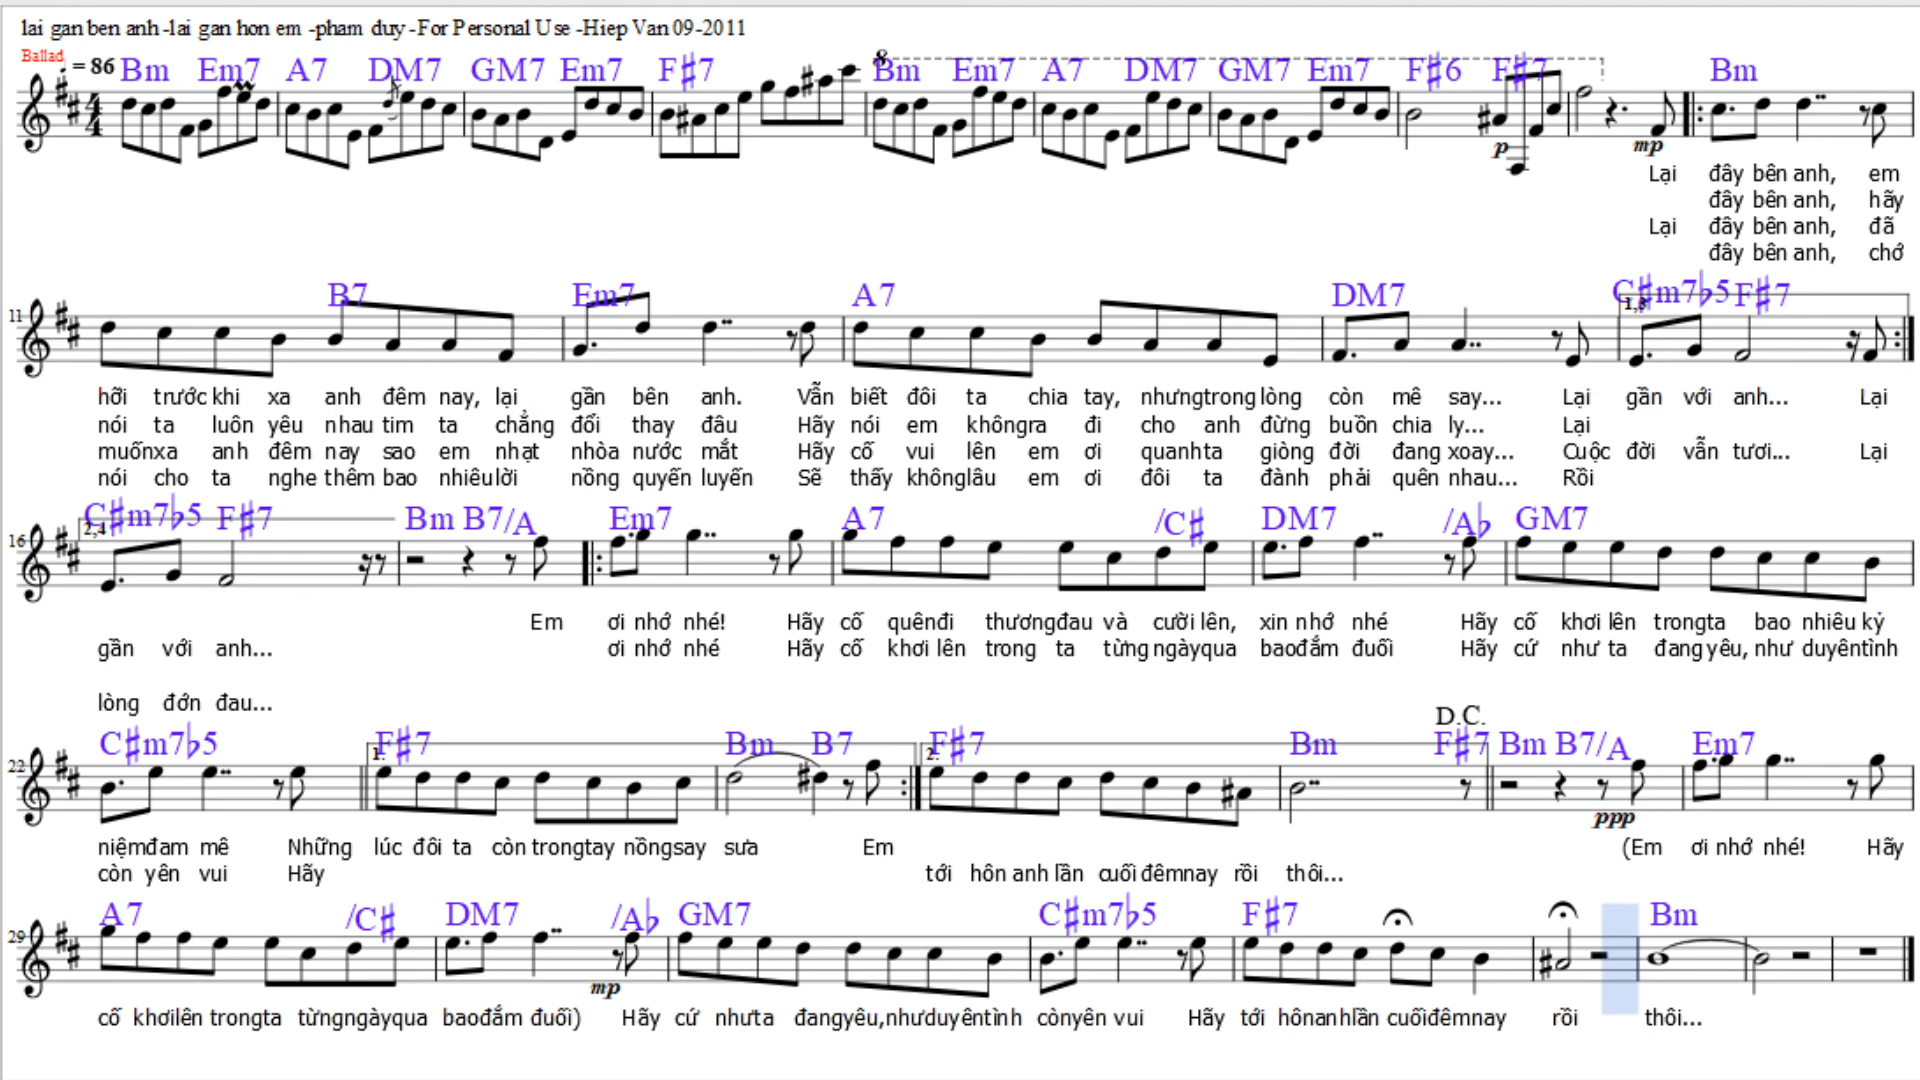 lai gan ben anh -lai gan hon em -pham duy -For Personal Use -Hiep Van 09-2011
Ballad
= 86 Bm Em7 A7 DM7 GM7 Em7 F♯7 8 Bm Em7 A7 DM7 GM7 Em7 F♯6 F♯7 Bm
4
4
p mp
Lại đây bên anh, em
đây bên anh, hãy
Lại đây bên anh, đã
đây bên anh, chớ
B7 Em7 A7 DM7 C♯m7♭5 F♯7
11 1,3
hỡi trước khi xa anh đêm nay, lại gần bên anh. Vẫn biết đôi ta chia tay, nhưng trong lòng còn mê say... Lại gần với anh... Lại
nói ta luôn yêu nhau tim ta chẳng đổi thay đâu Hãy nói em không ra đi cho anh đừng buồn chia ly... Lại
muốn xa anh đêm nay sao em nhạt nhòa nước mắt Hãy cố vui lên em ơi quanh ta giòng đời đang xoay... Cuộc đời vẫn tươi... Lại
nói cho ta nghe thêm bao nhiêu lời nồng quyến luyến Sẽ thấy không lâu em ơi đôi ta đành phải quên nhau... Rồi
C♯m7♭5 F♯7 Bm B7/A Em7 A7 /C♯ DM7 /A♭ GM7
16 2,4
Em ơi nhớ nhé! Hãy cố quên đi thương đau và cười lên, xin nhớ nhé Hãy cố khơi lên trong ta bao nhiêu kỷ
gần với anh... ơi nhớ nhé Hãy cố khơi lên trong ta từng ngày qua bao đắm đuối Hãy cứ như ta đang yêu, như duyên tình
lòng đớn đau...
D.C.
C♯m7♭5 F♯7 Bm B7 F♯7 Bm F♯7 Bm B7/A Em7
22 1. 2.
ppp
niệm đam mê Những lúc đôi ta còn trong tay nồng say sưa Em (Em ơi nhớ nhé! Hãy
còn yên vui Hãy tới hôn anh lần cuối đêm nay rồi thôi...
A7 /C♯ DM7 /A♭ GM7 C♯m7♭5 F♯7 Bm
29
mp
cố khơi lên trong ta từng ngày qua bao đắm đuối) Hãy cứ như ta đang yêu, như duyên tình còn yên vui Hãy tới hôn anh lần cuối đêm nay rồi thôi...